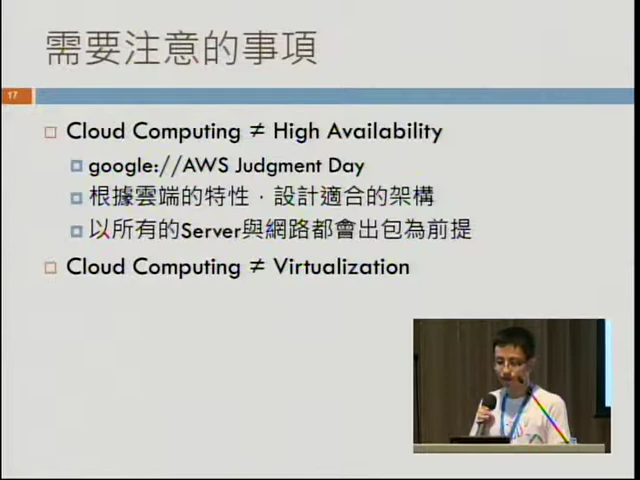 需要注意的事項
17
Cloud Computing ≠ High Availability
google://AWS Judgment Day
根據雲端的特性，設計適合的架構
以所有的Server與網路都會出包為前提
Cloud Computing ≠ Virtualization